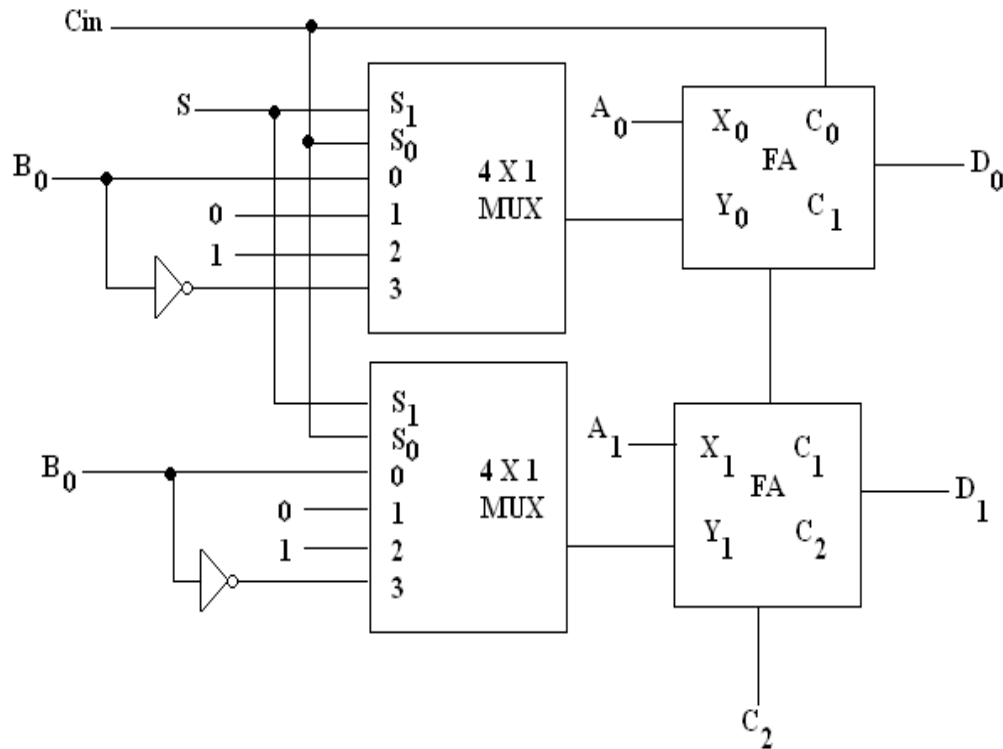 Cin
S
B₀
0
1
S₁
S₀
0
1
2
3
4 X 1
MUX
A₀
X₀ C₀
FA
Y₀ C₁
D₀
B₀
0
1
S₁
S₀
0
1
2
3
4 X 1
MUX
A₁
X₁ C₁
FA
Y₁ C₂
D₁
C₂